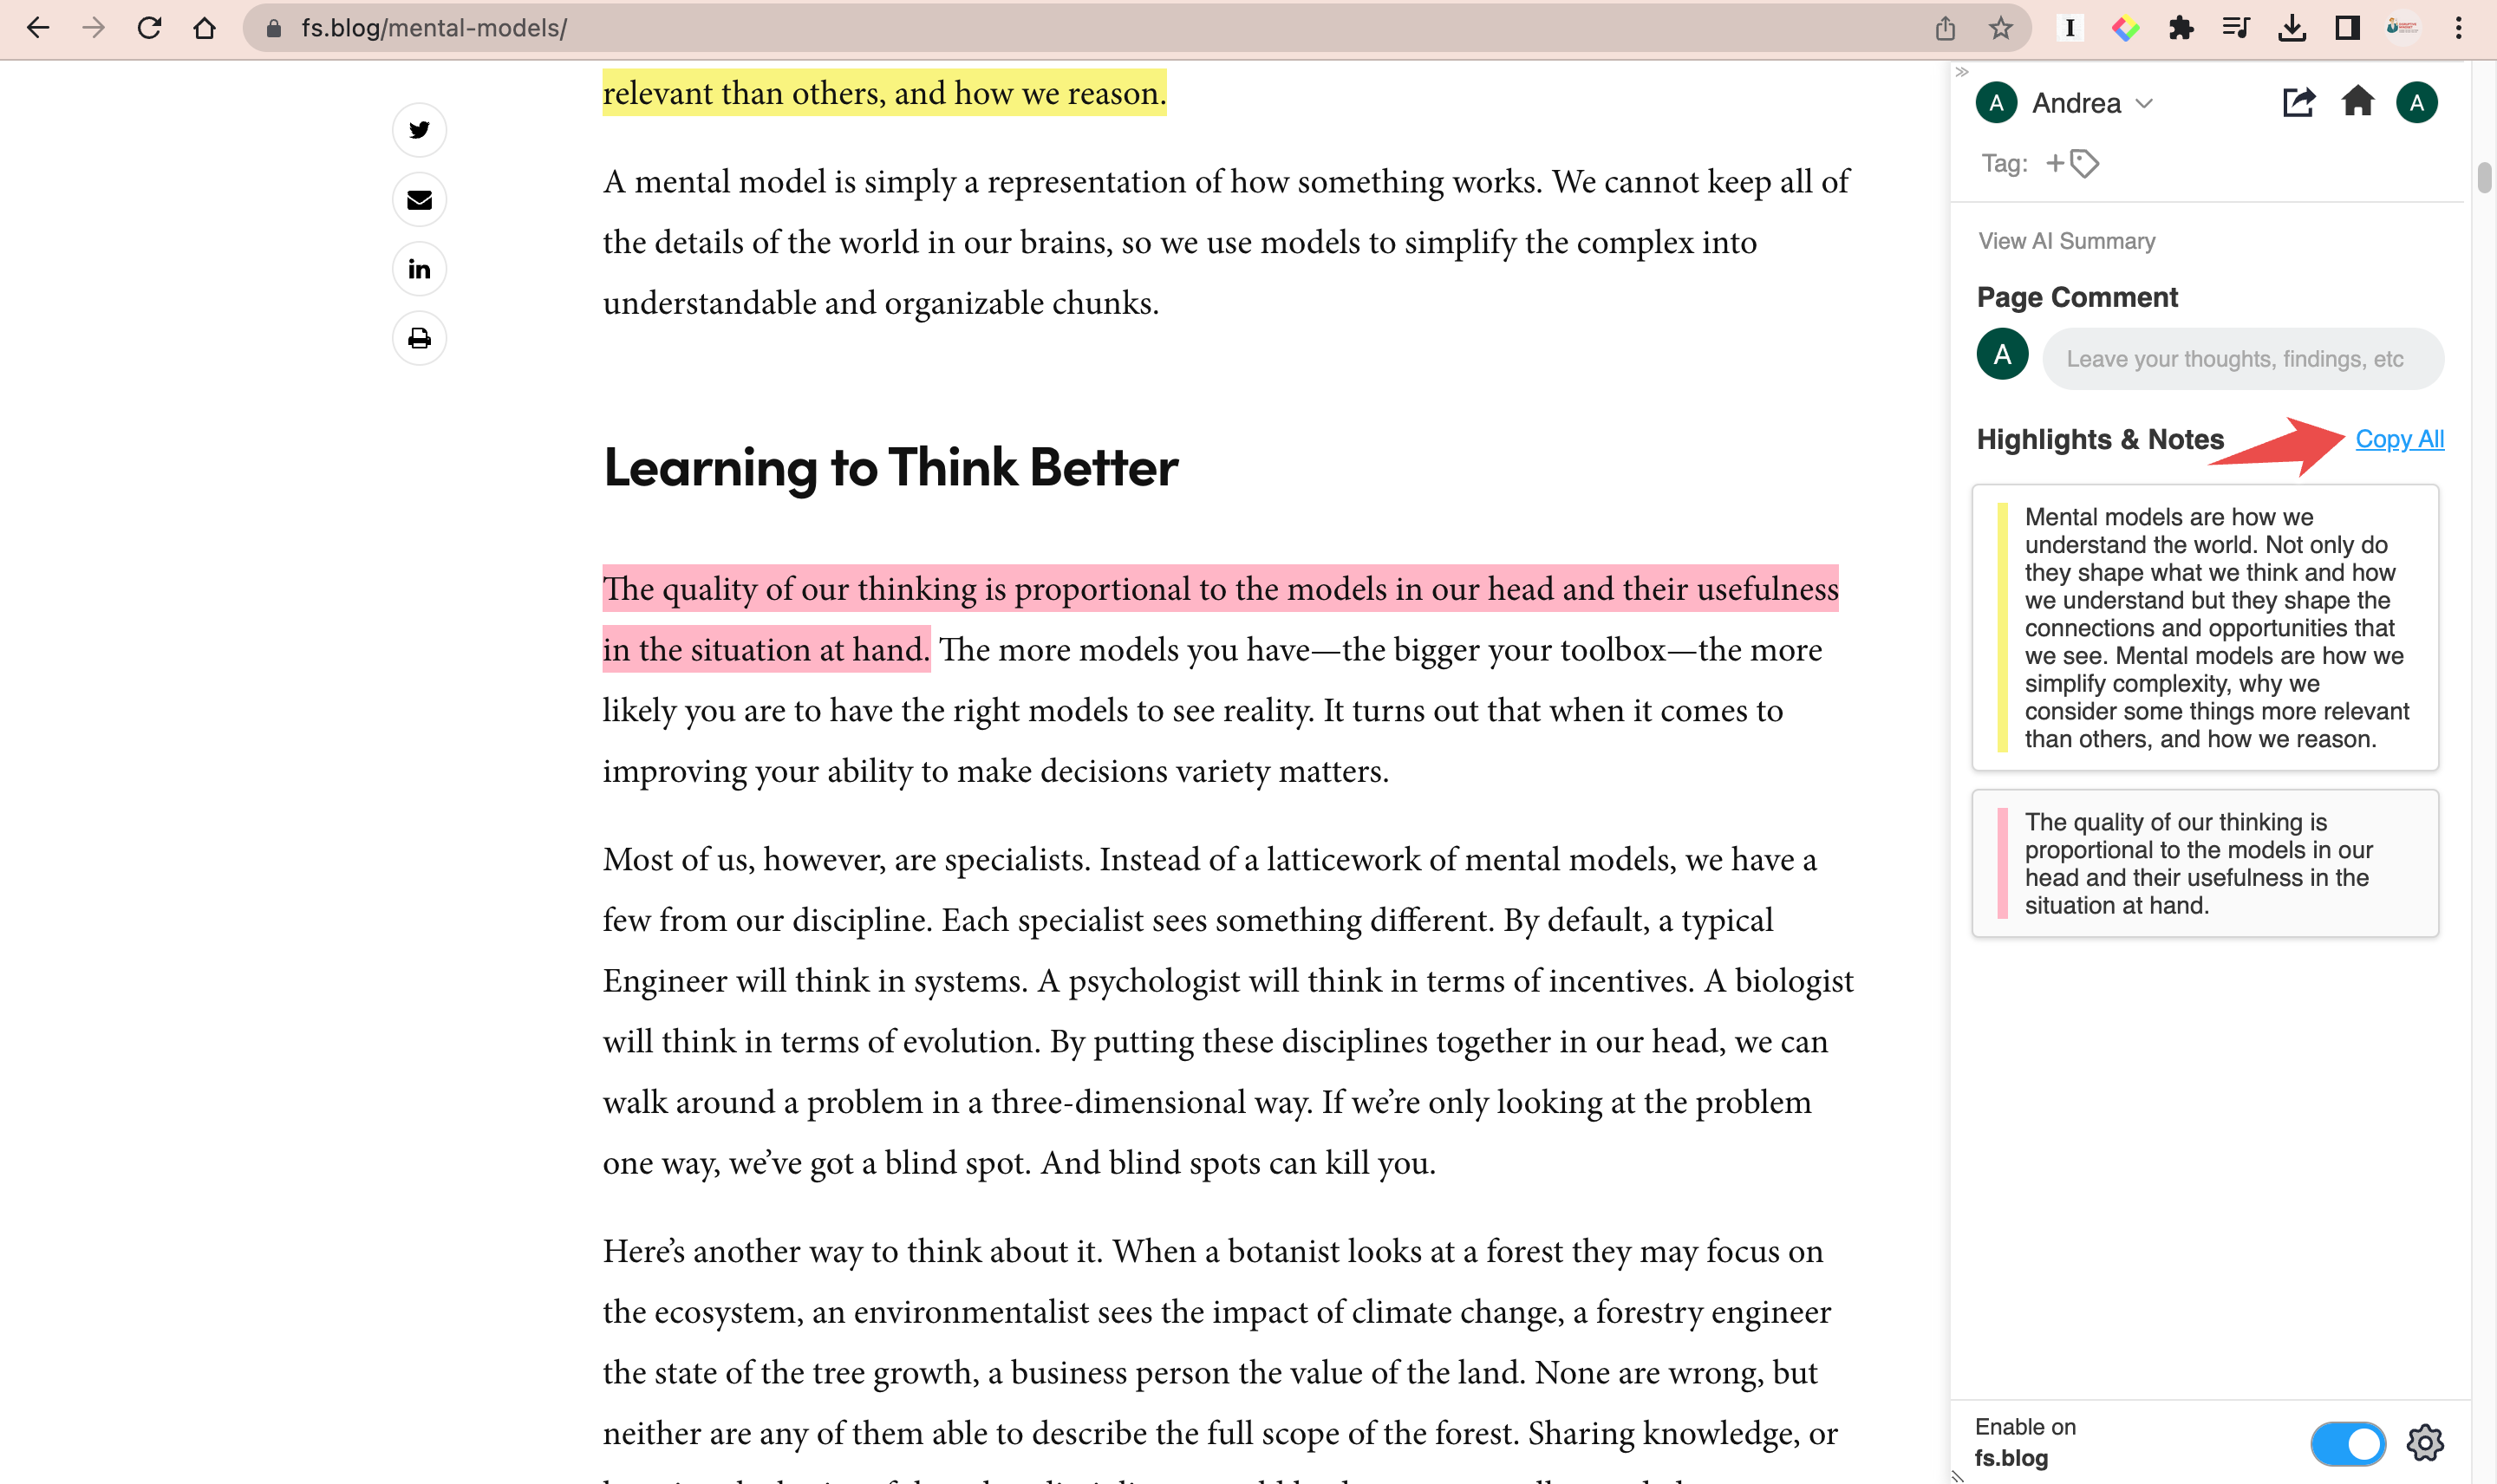 fs.blog/mental-models/
relevant than others, and how we reason.
A mental model is simply a representation of how something works. We cannot keep all of
the details of the world in our brains, so we use models to simplify the complex into
understandable and organizable chunks.
Learning to Think Better
The quality of our thinking is proportional to the models in our head and their usefulness
in the situation at hand. The more models you have—the bigger your toolbox—the more
likely you are to have the right models to see reality. It turns out that when it comes to
improving your ability to make decisions variety matters.
Most of us, however, are specialists. Instead of a latticework of mental models, we have a
few from our discipline. Each specialist sees something different. By default, a typical
Engineer will think in systems. A psychologist will think in terms of incentives. A biologist
will think in terms of evolution. By putting these disciplines together in our head, we can
walk around a problem in a three-dimensional way. If we’re only looking at the problem
one way, we’ve got a blind spot. And blind spots can kill you.
Here’s another way to think about it. When a botanist looks at a forest they may focus on
the ecosystem, an environmentalist sees the impact of climate change, a forestry engineer
the state of the tree growth, a business person the value of the land. None are wrong, but
neither are any of them able to describe the full scope of the forest. Sharing knowledge, or
A Andrea A
Tag:
View AI Summary
Page Comment
A Leave your thoughts, findings, etc
Highlights & Notes Copy All
Mental models are how we
understand the world. Not only do
they shape what we think and how
we understand but they shape the
connections and opportunities that
we see. Mental models are how we
simplify complexity, why we
consider some things more relevant
than others, and how we reason.
The quality of our thinking is
proportional to the models in our
head and their usefulness in the
situation at hand.
Enable on
fs.blog